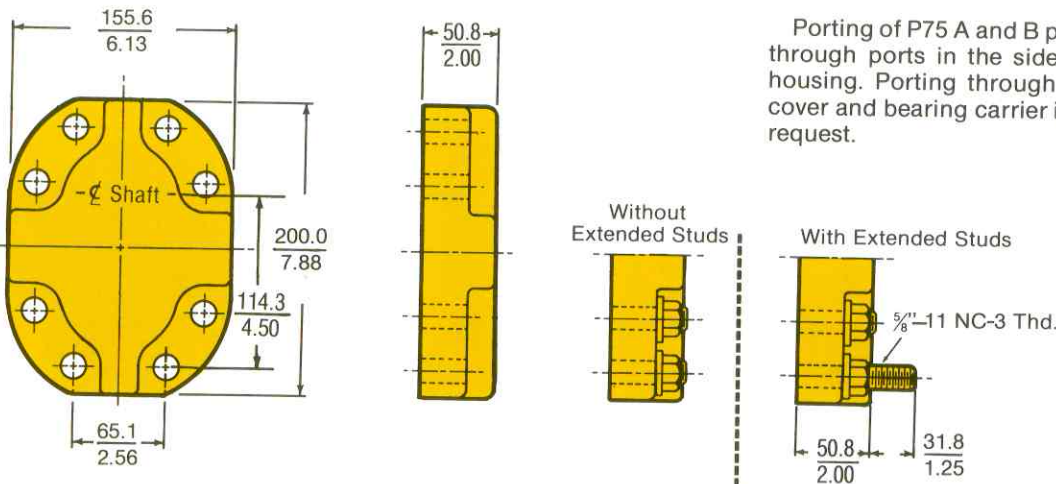 155.6
6.13
50.8
2.00
Porting of P75 A and B p
through ports in the side
housing. Porting through
cover and bearing carrier i
request.
℄ Shaft
200.0
7.88
114.3
4.50
65.1
2.56
Without
Extended Studs
With Extended Studs
⅝"-11 NC-3 Thd.
50.8
2.00
31.8
1.25